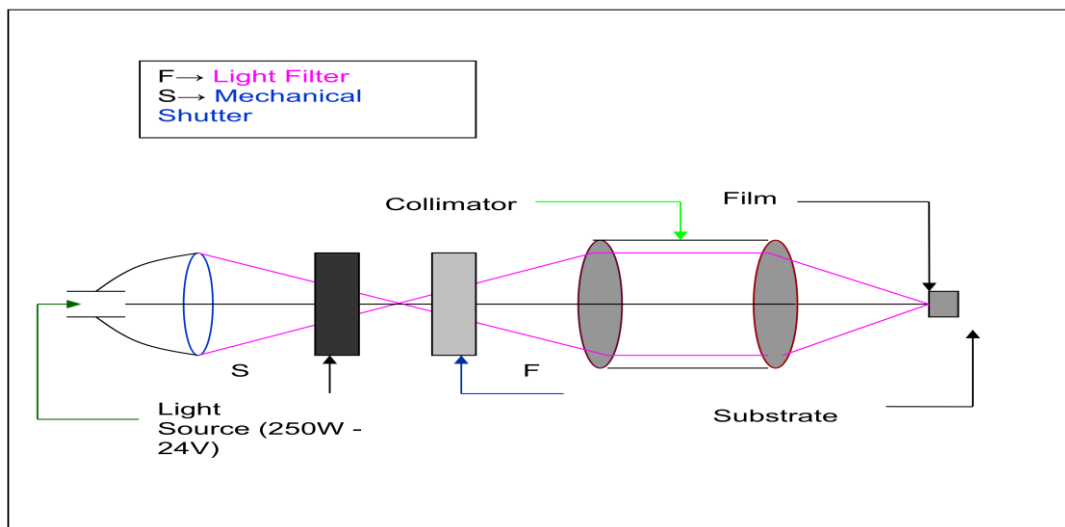 F→ Light Filter
S→ Mechanical
Shutter
Collimator
Film
S
F
Light
Source (250W -
24V)
Substrate